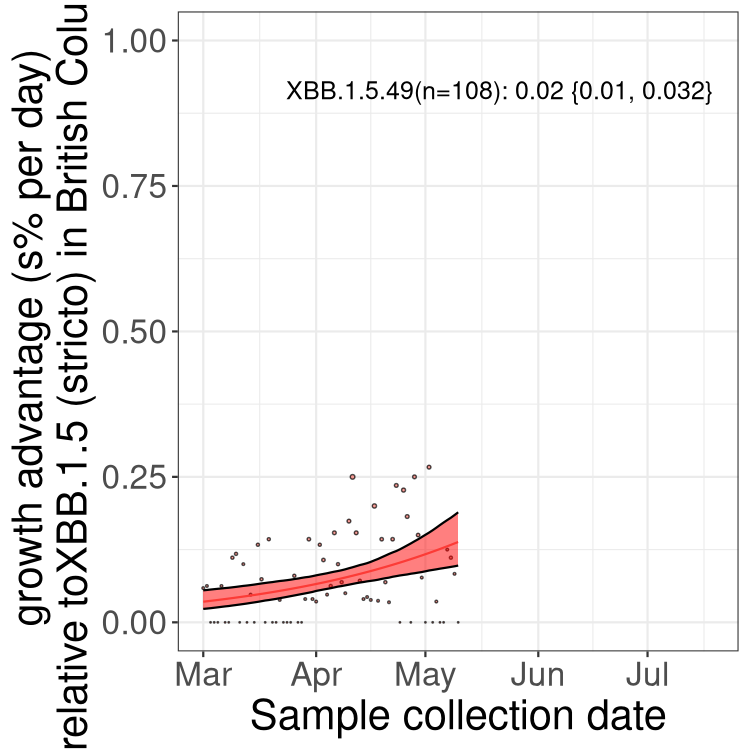 growth advantage (s% per day)
relative toXBB.1.5 (stricto) in British Colu
1.00
0.75
0.50
0.25
0.00
XBB.1.5.49(n=108): 0.02 {0.01, 0.032}
Mar Apr May Jun Jul
Sample collection date